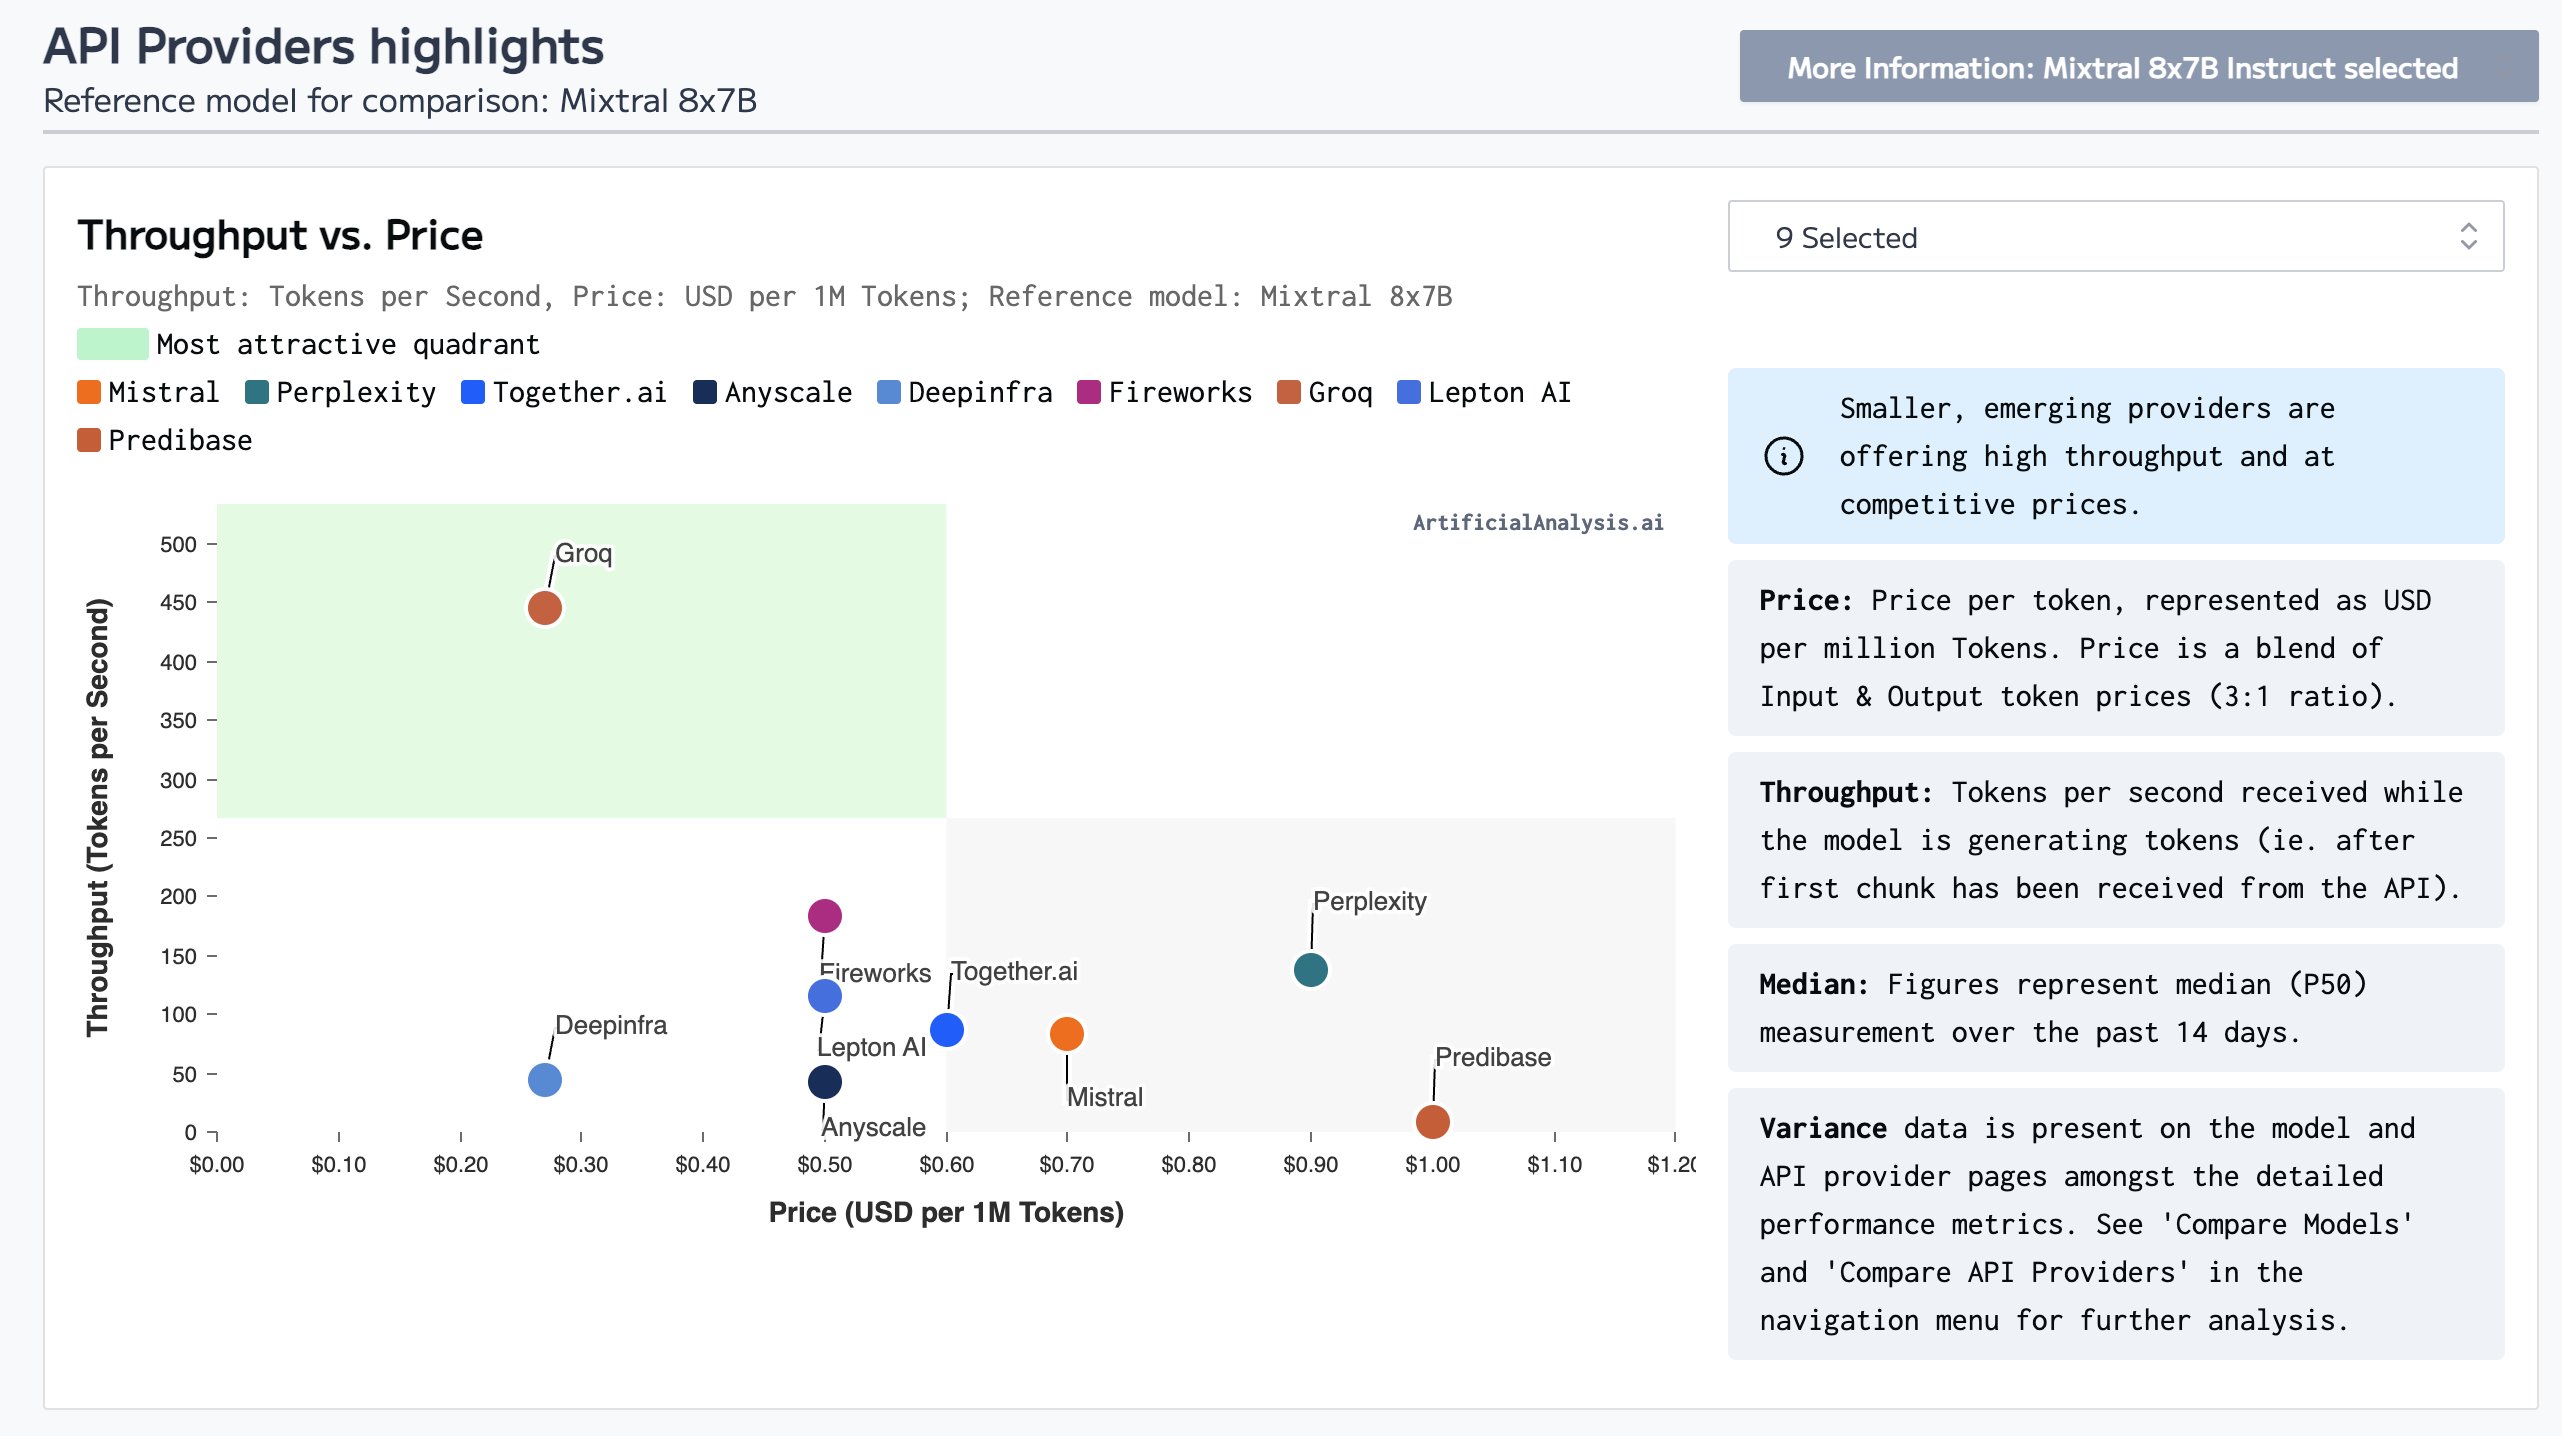 API Providers highlights
More Information: Mixtral 8x7B Instruct selected
Reference model for comparison: Mixtral 8x7B
Throughput vs. Price
9 Selected
Throughput: Tokens per Second, Price: USD per 1M Tokens; Reference model: Mixtral 8x7B
Most attractive quadrant
Mistral Perplexity Together.ai Anyscale Deepinfra Fireworks Groq Lepton AI
Predibase
ArtificialAnalysis.ai
Throughput (Tokens per Second)
500
450
400
350
300
250
200
150
100
50
0
Groq
Perplexity
Fireworks
Together.ai
Deepinfra
Lepton AI
Predibase
Mistral
Anyscale
$0.00 $0.10 $0.20 $0.30 $0.40 $0.50 $0.60 $0.70 $0.80 $0.90 $1.00 $1.10 $1.20
Price (USD per 1M Tokens)
Smaller, emerging providers are
offering high throughput and at
competitive prices.
Price: Price per token, represented as USD
per million Tokens. Price is a blend of
Input & Output token prices (3:1 ratio).
Throughput: Tokens per second received while
the model is generating tokens (ie. after
first chunk has been received from the API).
Median: Figures represent median (P50)
measurement over the past 14 days.
Variance data is present on the model and
API provider pages amongst the detailed
performance metrics. See 'Compare Models'
and 'Compare API Providers' in the
navigation menu for further analysis.